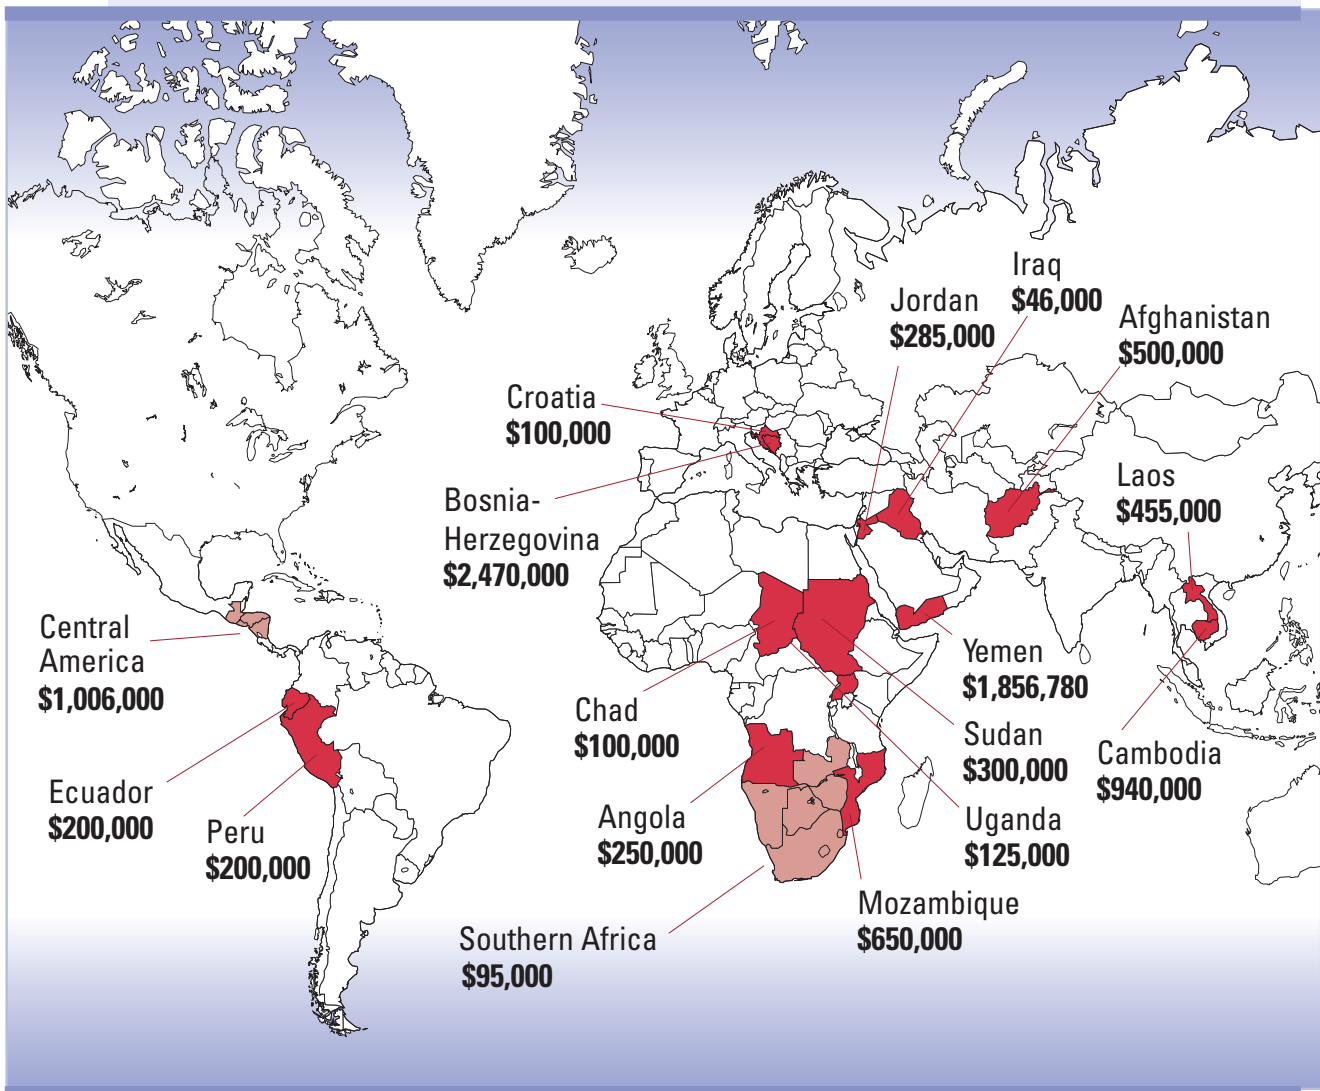 Iraq
$46,000
Jordan
$285,000
Afghanistan
$500,000
Croatia
$100,000
Laos
$455,000
Bosnia-
Herzegovina
$2,470,000
Central
America
$1,006,000
Yemen
$1,856,780
Chad
$100,000
Sudan
$300,000
Cambodia
$940,000
Ecuador
$200,000
Peru
$200,000
Angola
$250,000
Uganda
$125,000
Mozambique
$650,000
Southern Africa
$95,000